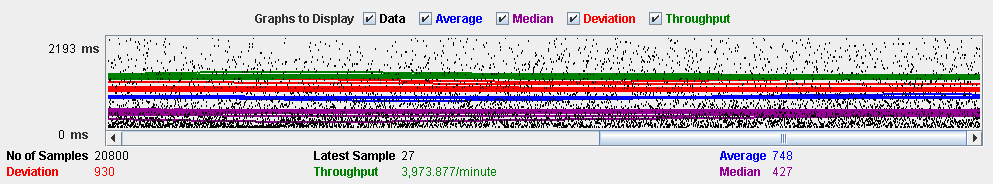 Graphs to Display Data Average Median Deviation Throughput
2193 ms
0 ms
No of Samples 20800 Latest Sample 27 Average 748
Deviation 930 Throughput 3,973.877/minute Median 427